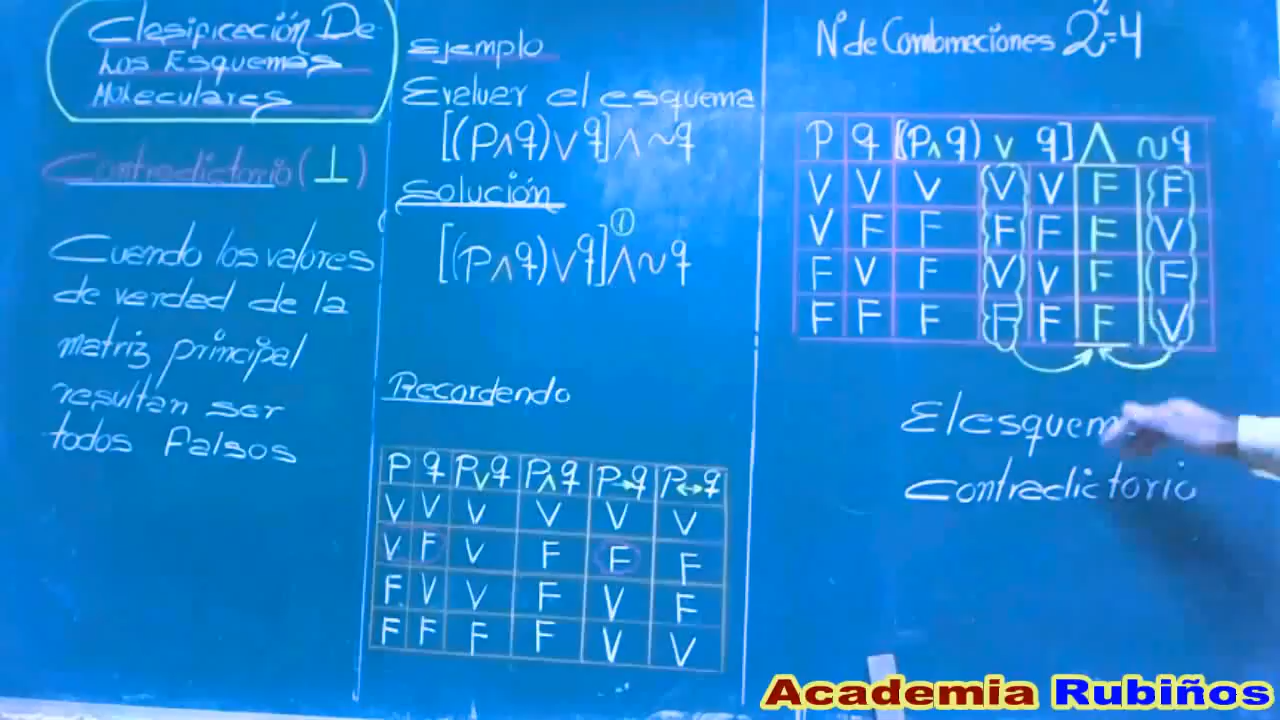 Clasificación De
Los Esquemas
Moleculares
Contradictorio (⊥)
Cuando los valores
de verdad de la
matriz principal
resultan ser
todos Falsos
Ejemplo
Evaluar el esquema
[(P∧q)∨q]∧~q
Solución
①
[(P∧q)∨q]∧~q
Recordando
P q P∨q P∧q P→q P↔q
V V V V V V
V F V F F F
F V V F V F
F F F F V V
N° de Combinaciones 2²=4
P q [(P∧q) ∨ q] ∧ ~q
V V V V V F F
V F F F F F V
F V F V V F F
F F F F F F V
El esquem
contradictorio
Academia Rubiños